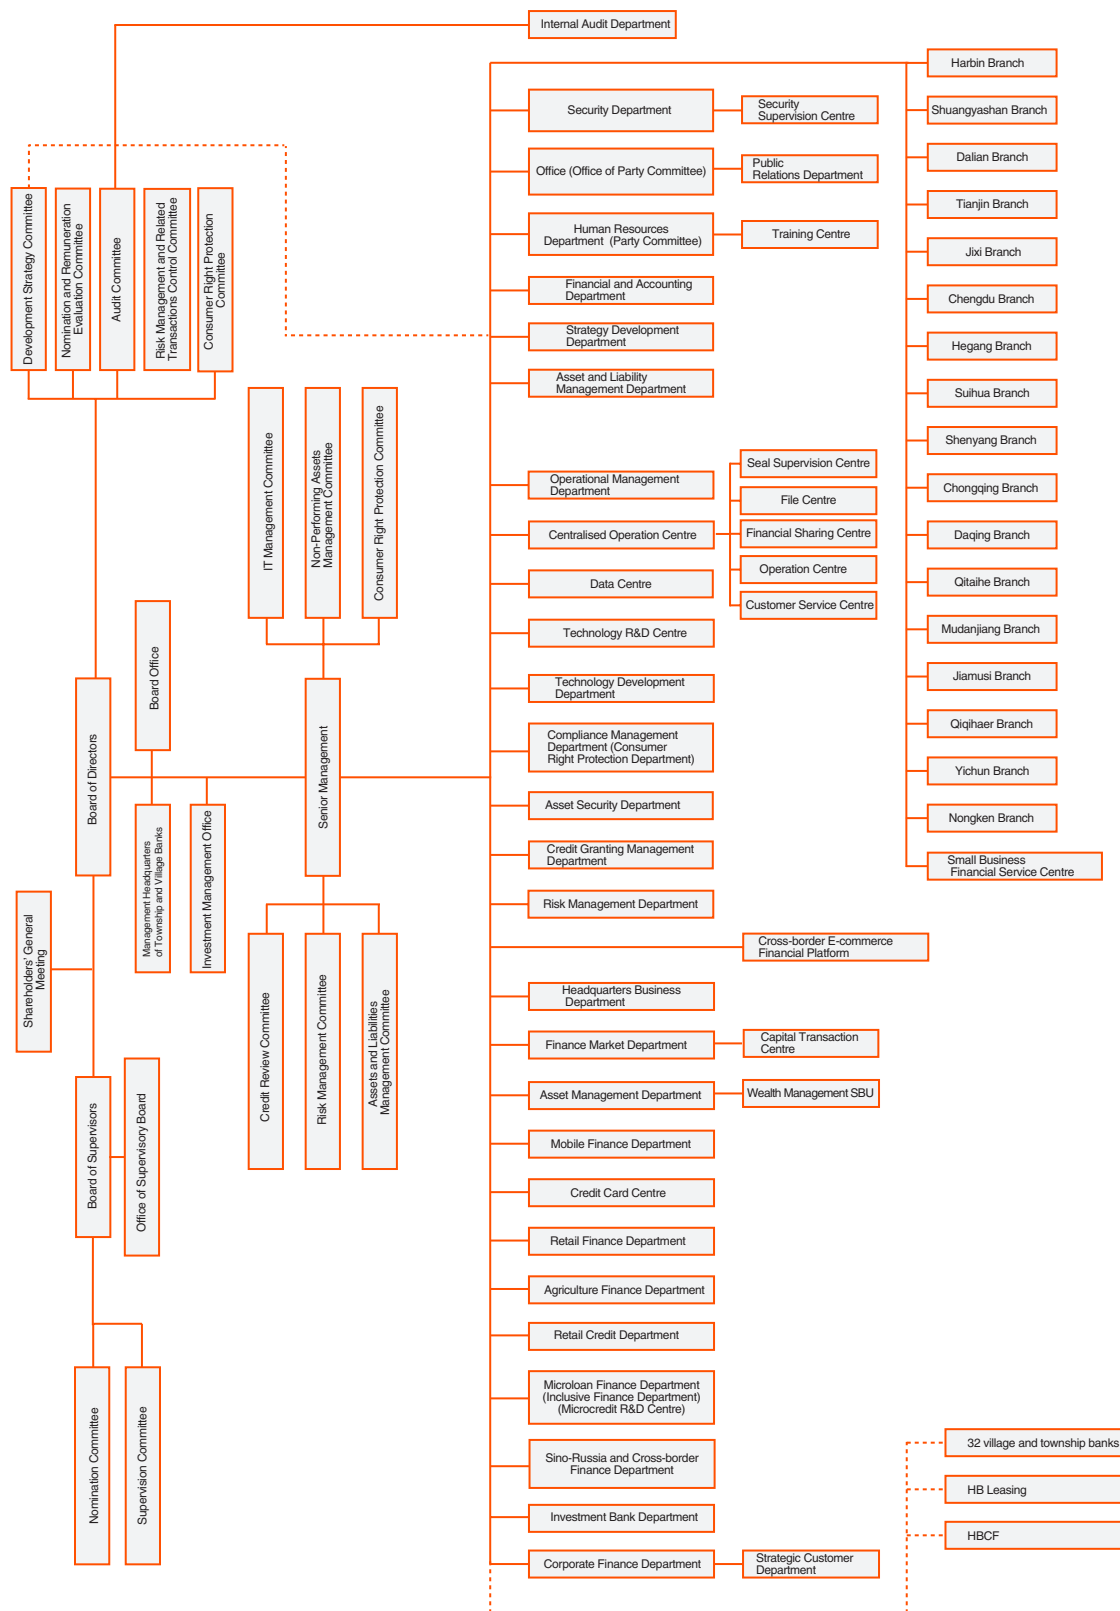 Internal Audit Department
Harbin Branch
Security Department
Security
Supervision Centre
Shuangyashan Branch
Office (Office of Party Committee)
Public
Relations Department
Dalian Branch
Tianjin Branch
Human Resources
Department (Party Committee)
Training Centre
Jixi Branch
Financial and Accounting
Department
Chengdu Branch
Strategy Development
Department
Hegang Branch
Asset and Liability
Management Department
Suihua Branch
Development Strategy Committee
Nomination and Remuneration
Evaluation Committee
Audit Committee
Risk Management and Related
Transactions Control Committee
Consumer Right Protection
Committee
IT Management Committee
Non-Performing Assets
Management Committee
Consumer Right Protection Committee
Shenyang Branch
Operational Management
Department
Seal Supervision Centre
File Centre
Chongqing Branch
Centralised Operation Centre
Financial Sharing Centre
Daqing Branch
Operation Centre
Data Centre
Customer Service Centre
Qitaihe Branch
Technology R&D Centre
Mudanjiang Branch
Technology Development
Department
Jiamusi Branch
Compliance Management
Department (Consumer
Right Protection Department)
Qiqihaer Branch
Yichun Branch
Asset Security Department
Nongken Branch
Credit Granting Management
Department
Small Business
Financial Service Centre
Risk Management Department
Board Office
Board of Directors
Senior Management
Management Headquarters
of Township and Village Banks
Investment Management Office
Shareholders' General
Meeting
Credit Review Committee
Risk Management Committee
Assets and Liabilities
Management Committee
Board of Supervisors
Office of Supervisory Board
Nomination Committee
Supervision Committee
Cross-border E-commerce
Financial Platform
Headquarters Business
Department
Finance Market Department
Capital Transaction
Centre
Asset Management Department
Wealth Management SBU
Mobile Finance Department
Credit Card Centre
Retail Finance Department
Agriculture Finance Department
Retail Credit Department
Microloan Finance Department
(Inclusive Finance Department)
(Microcredit R&D Centre)
Sino-Russia and Cross-border
Finance Department
Investment Bank Department
Corporate Finance Department
Strategic Customer
Department
32 village and township banks
HB Leasing
HBCF